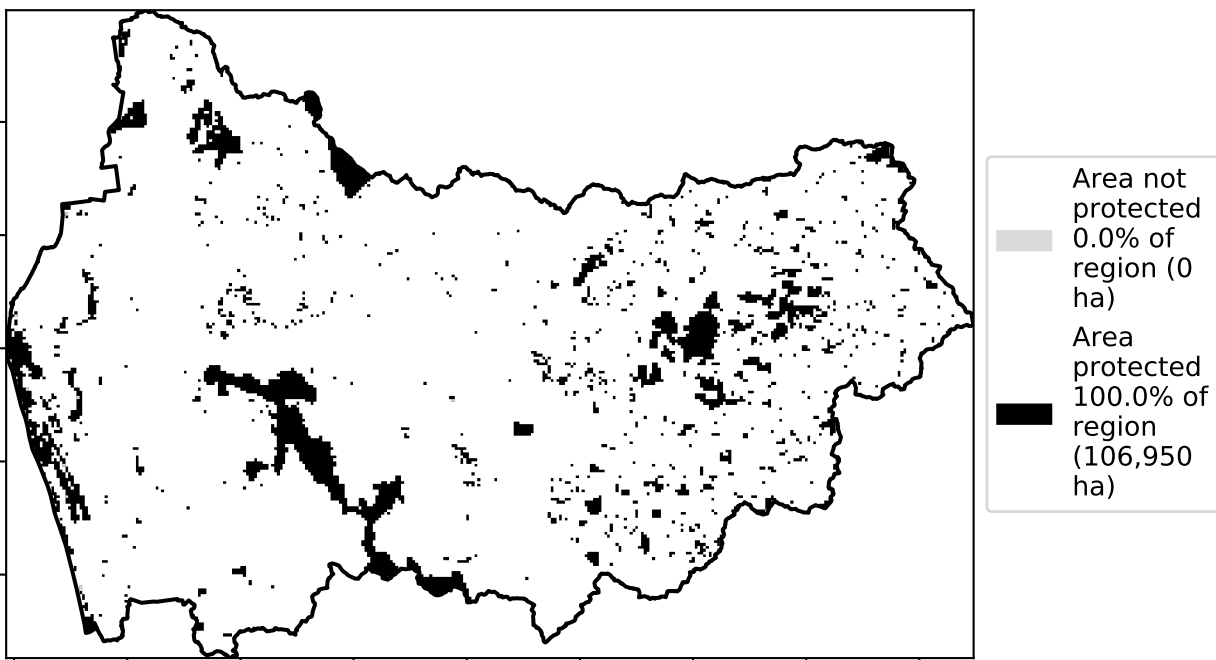 Area not
protected
0.0% of
region (0
ha)
Area
protected
100.0% of
region
(106,950
ha)